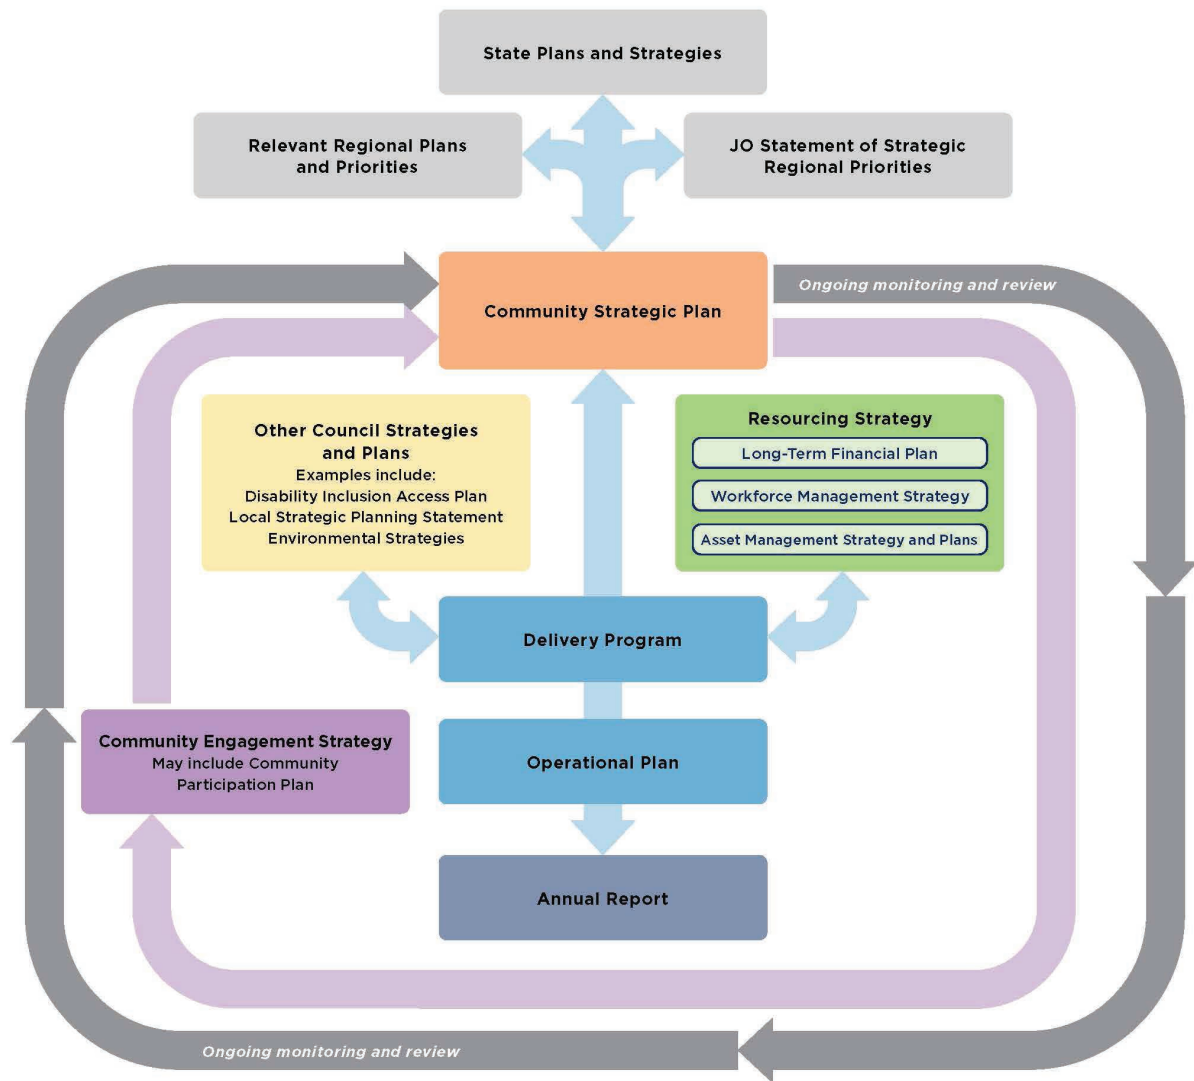 State Plans and Strategies
Relevant Regional Plans
and Priorities
JO Statement of Strategic
Regional Priorities
Community Strategic Plan
Ongoing monitoring and review
Other Council Strategies
and Plans
Examples include:
Disability Inclusion Access Plan
Local Strategic Planning Statement
Environmental Strategies
Resourcing Strategy
Long-Term Financial Plan
Workforce Management Strategy
Asset Management Strategy and Plans
Delivery Program
Community Engagement Strategy
May include Community
Participation Plan
Operational Plan
Annual Report
Ongoing monitoring and review